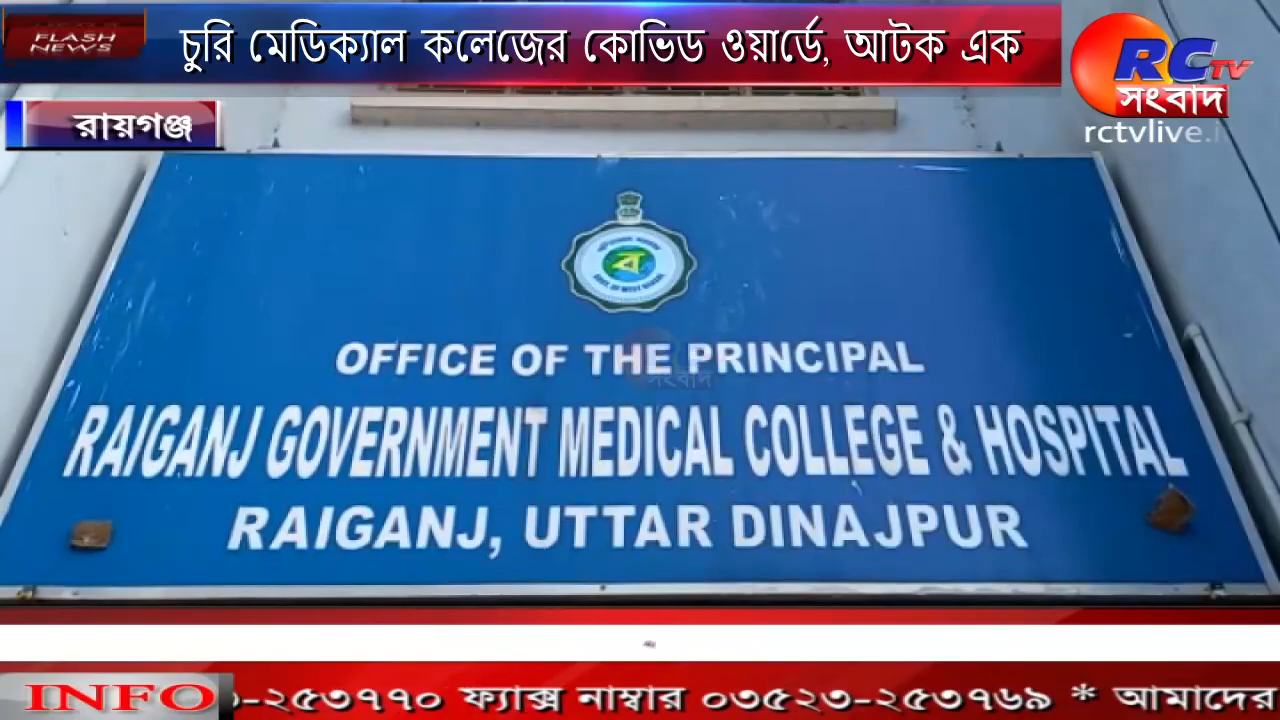 FLASH NEWS
চুরি মেডিক্যাল কলেজের কোভিড ওয়ার্ডে, আটক এক
RCTV
সংবাদ
rctvlive.i
রায়গঞ্জ
OFFICE OF THE PRINCIPAL
সংবাদ
RAIGANJ GOVERNMENT MEDICAL COLLEGE & HOSPITAL
RAIGANJ, UTTAR DINAJPUR
INFO
-২৫৩৭৭০ ফ্যাক্স নাম্বার ০৩৫২৩-২৫৩৭৬৯ * আমাদের